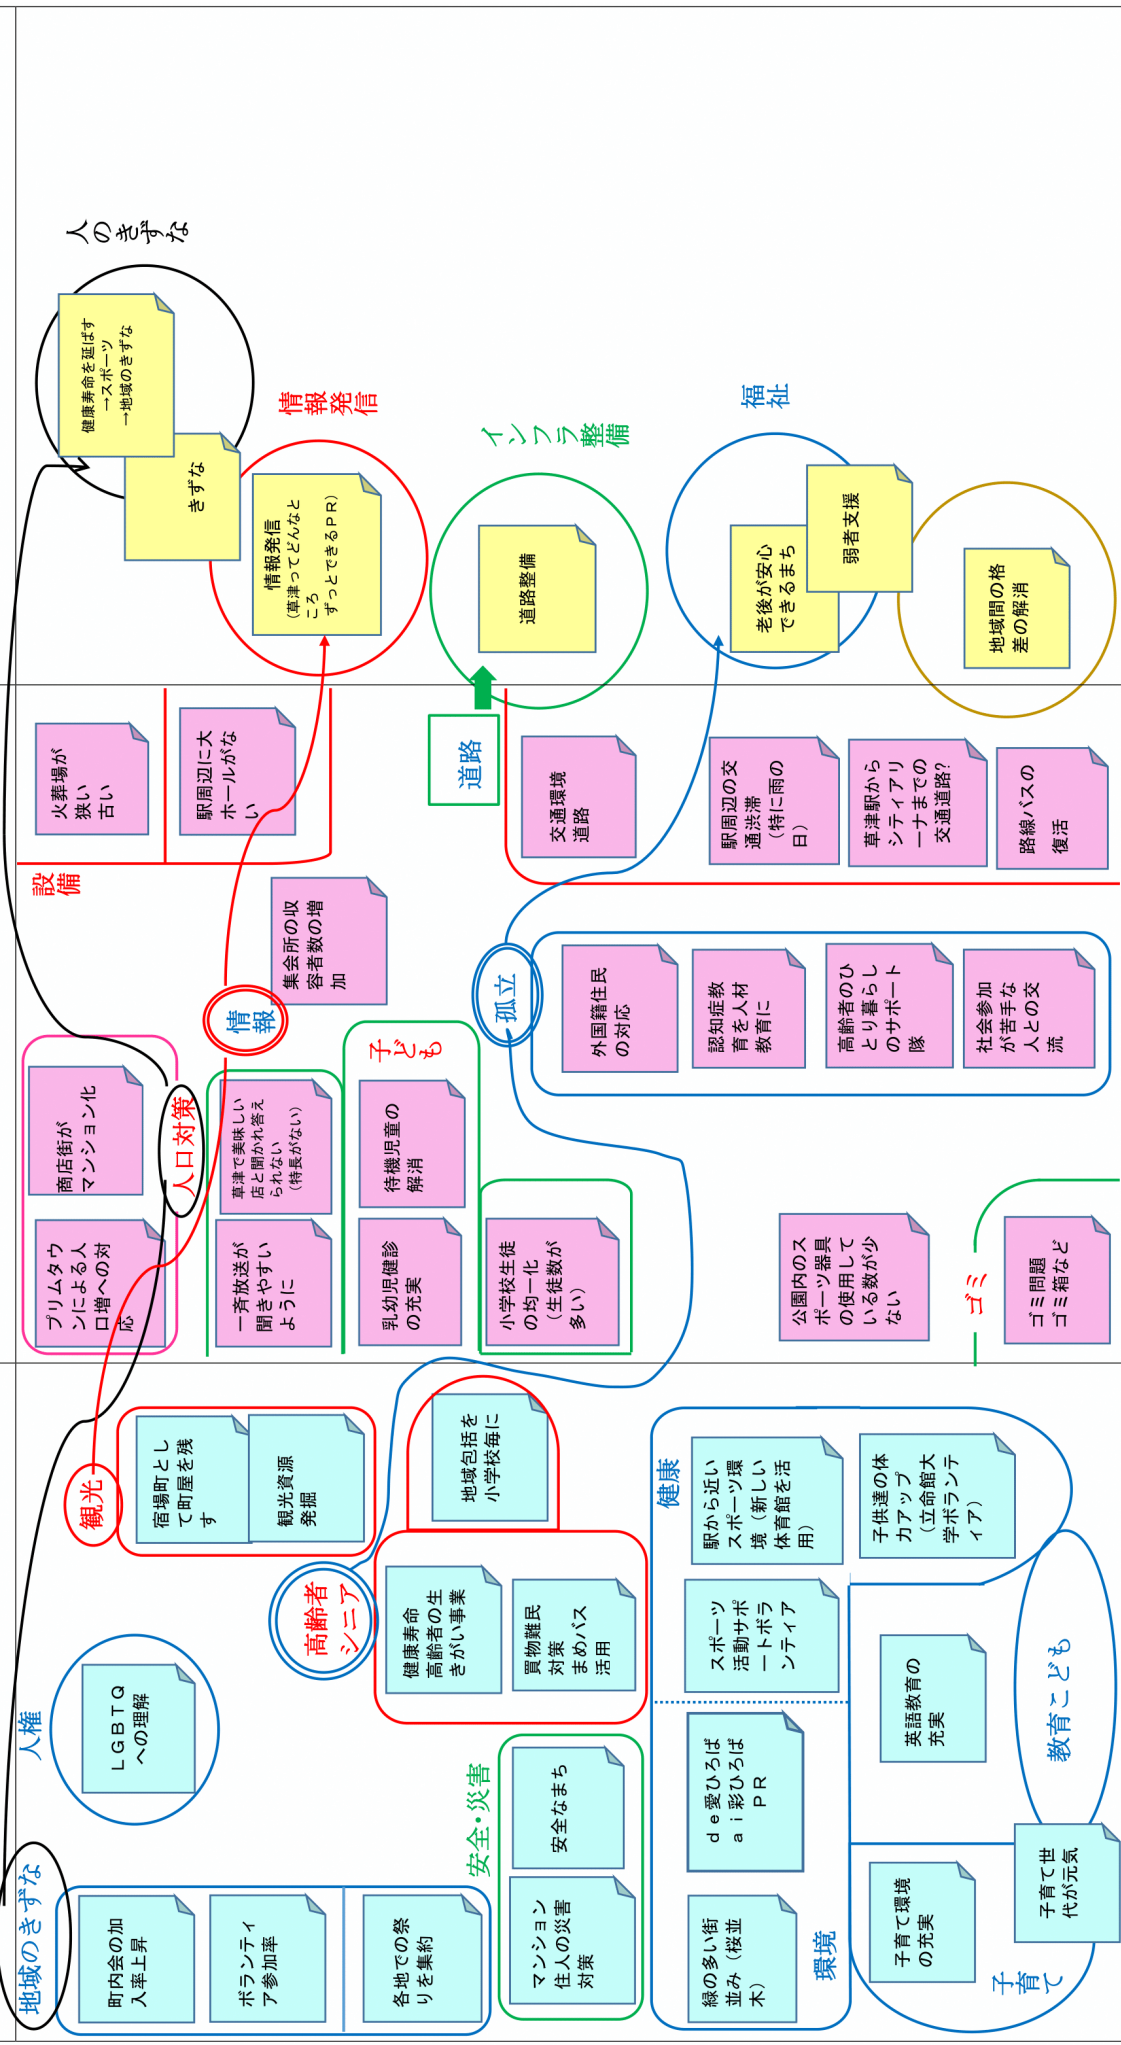 地域のきずな
町内会の加
入率上昇
ボランティ
ア参加率
各地での祭
りを集約
人権
ＬＧＢＴＱ
への理解
観光
宿場町とし
て町屋を残
す
観光資源
発掘
高齢者
シニア
健康寿命
高齢者の生
きがい事業
買物難民
対策
まめバス
活用
地域包括を
小学校毎に
安全・災害
マンション
住人の災害
対策
安全なまち
健康
緑の多い街
並み（桜並
木）
ｄｅ愛ひろば
ａｉ彩ひろば
ＰＲ
スポーツ
活動サポ
ートボラ
ンティア
駅から近い
スポーツ環
境（新しい
体育館を活
用）
環境
子供達の体
力アップ
（立命館大
学ボランテ
ィア）
子育て環境
の充実
英語教育の
充実
子育て
子育て世
代が元気
教育こども
プリムタウ
ンによる人
口増への対
応
商店街が
マンション化
人口対策
一斉放送が
聞きやすい
ように
草津で美味しい
店と聞かれ答え
られない
（特長がない）
情
報
集会所の収
容者数の増
加
設
備
火葬場が
狭い
古い
駅周辺に大
ホールがな
い
子ども
乳幼児健診
の充実
待機児童の
解消
小学校生徒
の均一化
（生徒数が
多い）
孤立
外国籍住民
の対応
認知症教
育を人材
教育に
高齢者のひ
とり暮らし
のサポート
隊
社会参加
が苦手な
人との交
流
道路
交通環境
道路
駅周辺の交
通渋滞
（特に雨の
日）
草津駅から
シティアリ
ーナまでの
交通道路？
路線バスの
復活
公園内のス
ポーツ器具
の使用して
いる数が少
ない
ゴミ
ゴミ問題
ゴミ箱など
人のきずな
健康寿命を延ばす
→スポーツ
→地域のきずな
きずな
情
報
発
信
情報発信
（草津ってどんなと
ころ
ずっとできるＰＲ）
インフラ整備
道路整備
福
祉
老後が安心
できるまち
弱者支援
地域間の格
差の解消